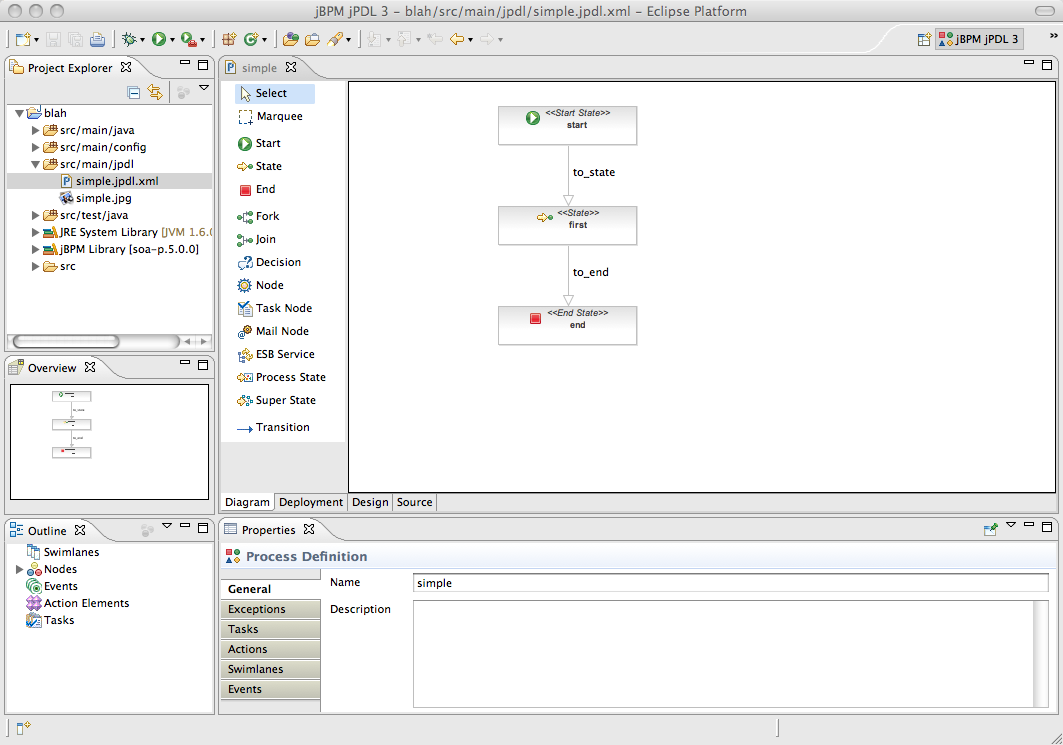 jBPM jPDL 3 - blah/src/main/jpdl/simple.jpdl.xml - Eclipse Platform
jBPM jPDL 3
»
Project Explorer
blah
src/main/java
src/main/config
src/main/jpdl
simple.jpdl.xml
simple.jpg
src/test/java
JRE System Library [JVM 1.6.0
jBPM Library [soa-p.5.0.0]
src
Overview
Outline
Swimlanes
Nodes
Events
Action Elements
Tasks
simple
Select
Marquee
Start
State
End
Fork
Join
Decision
Node
Task Node
Mail Node
ESB Service
Process State
Super State
Transition
<<Start State>>
start
to_state
<<State>>
first
to_end
<<End State>>
end
Diagram
Deployment
Design
Source
Properties
Process Definition
General
Exceptions
Tasks
Actions
Swimlanes
Events
Name
simple
Description